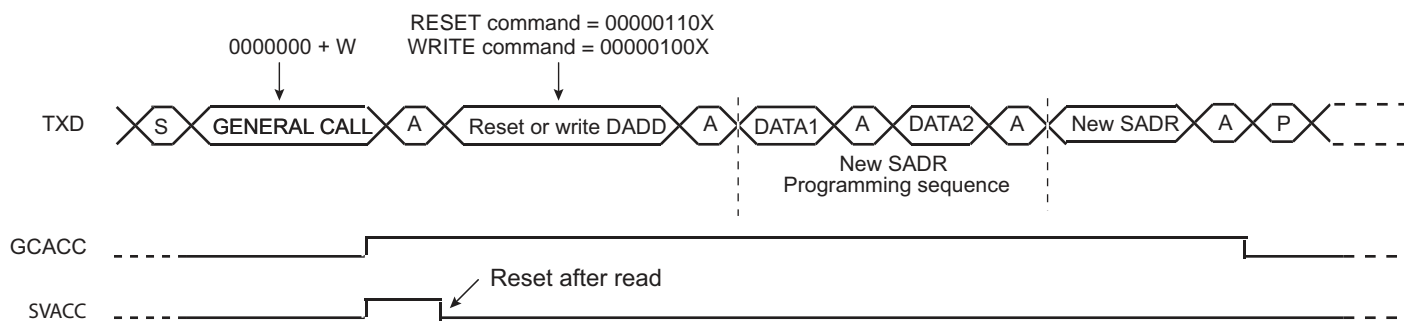 RESET command = 00000110X
0000000 + W
WRITE command = 00000100X
TXD
S
GENERAL CALL
A
Reset or write DADD
A
DATA1
A
DATA2
A
New SADR
A
P
New SADR
Programming sequence
GCACC
Reset after read
SVACC